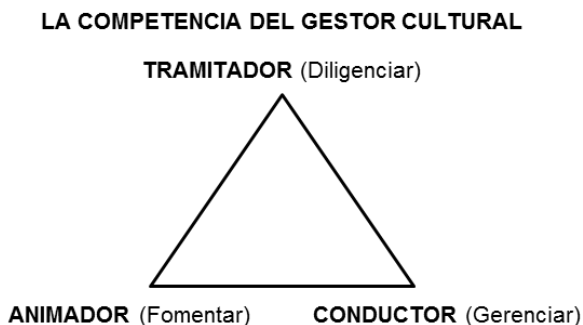 LA COMPETENCIA DEL GESTOR CULTURAL
TRAMITADOR (Diligenciar)
ANIMADOR (Fomentar) CONDUCTOR (Gerenciar)